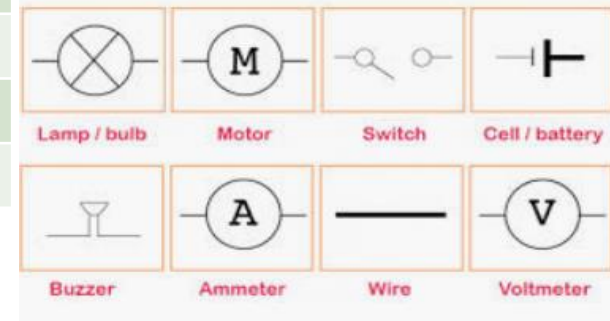 M
Lamp / bulb Motor Switch Cell / battery
A V
Buzzer Ammeter Wire Voltmeter